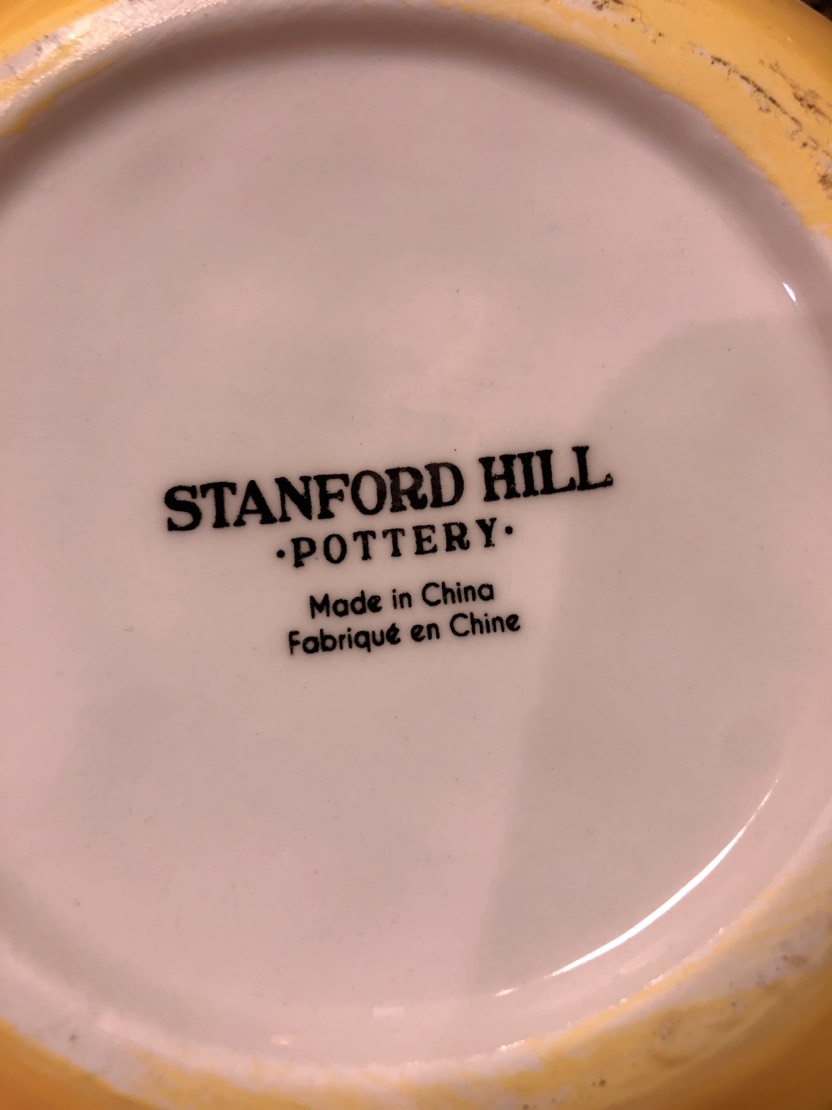 STANFORD HILL
·POTTERY·
Made in China
Fabriqué en Chine